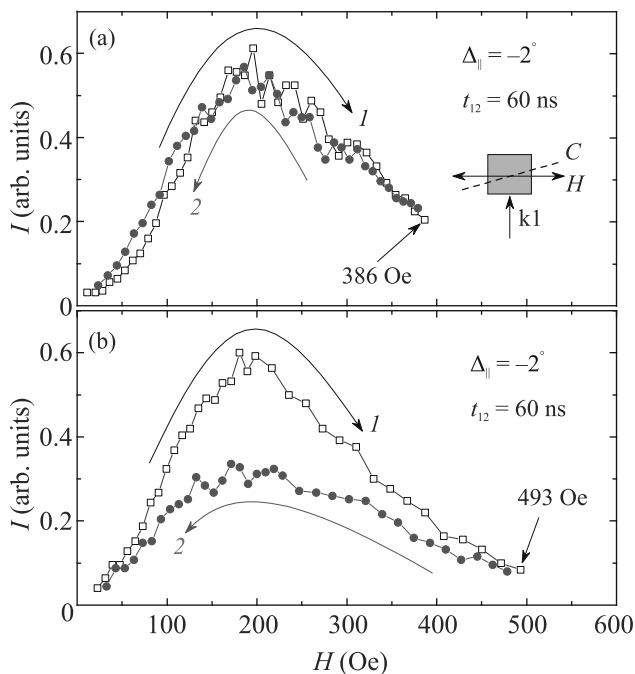 (a)
Δ∥ = –2°
t12 = 60 ns
C
H
k1
1
2
386 Oe
I (arb. units)
0.6
0.4
0.2
0
(b)
Δ∥ = –2°
t12 = 60 ns
1
2
493 Oe
I (arb. units)
0.6
0.4
0.2
0
0 100 200 300 400 500 600
H (Oe)